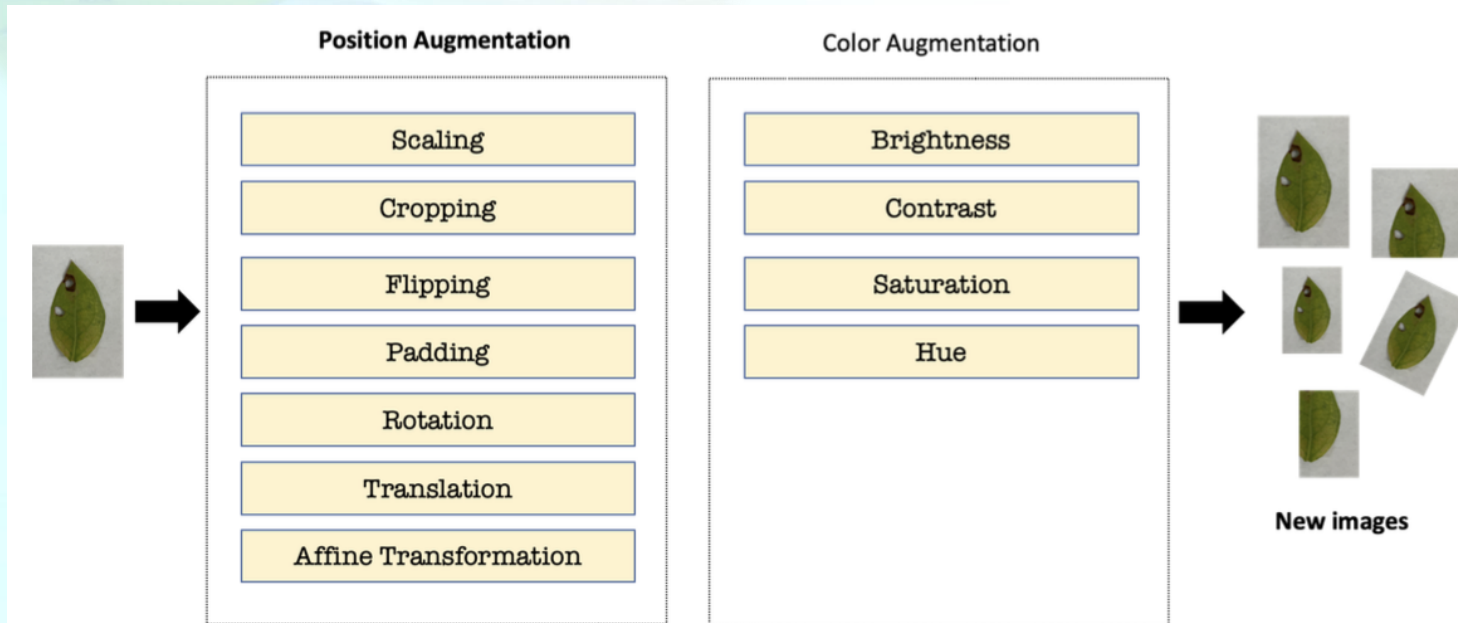 Position Augmentation
Scaling
Cropping
Flipping
Padding
Rotation
Translation
Affine Transformation
Color Augmentation
Brightness
Contrast
Saturation
Hue
New images